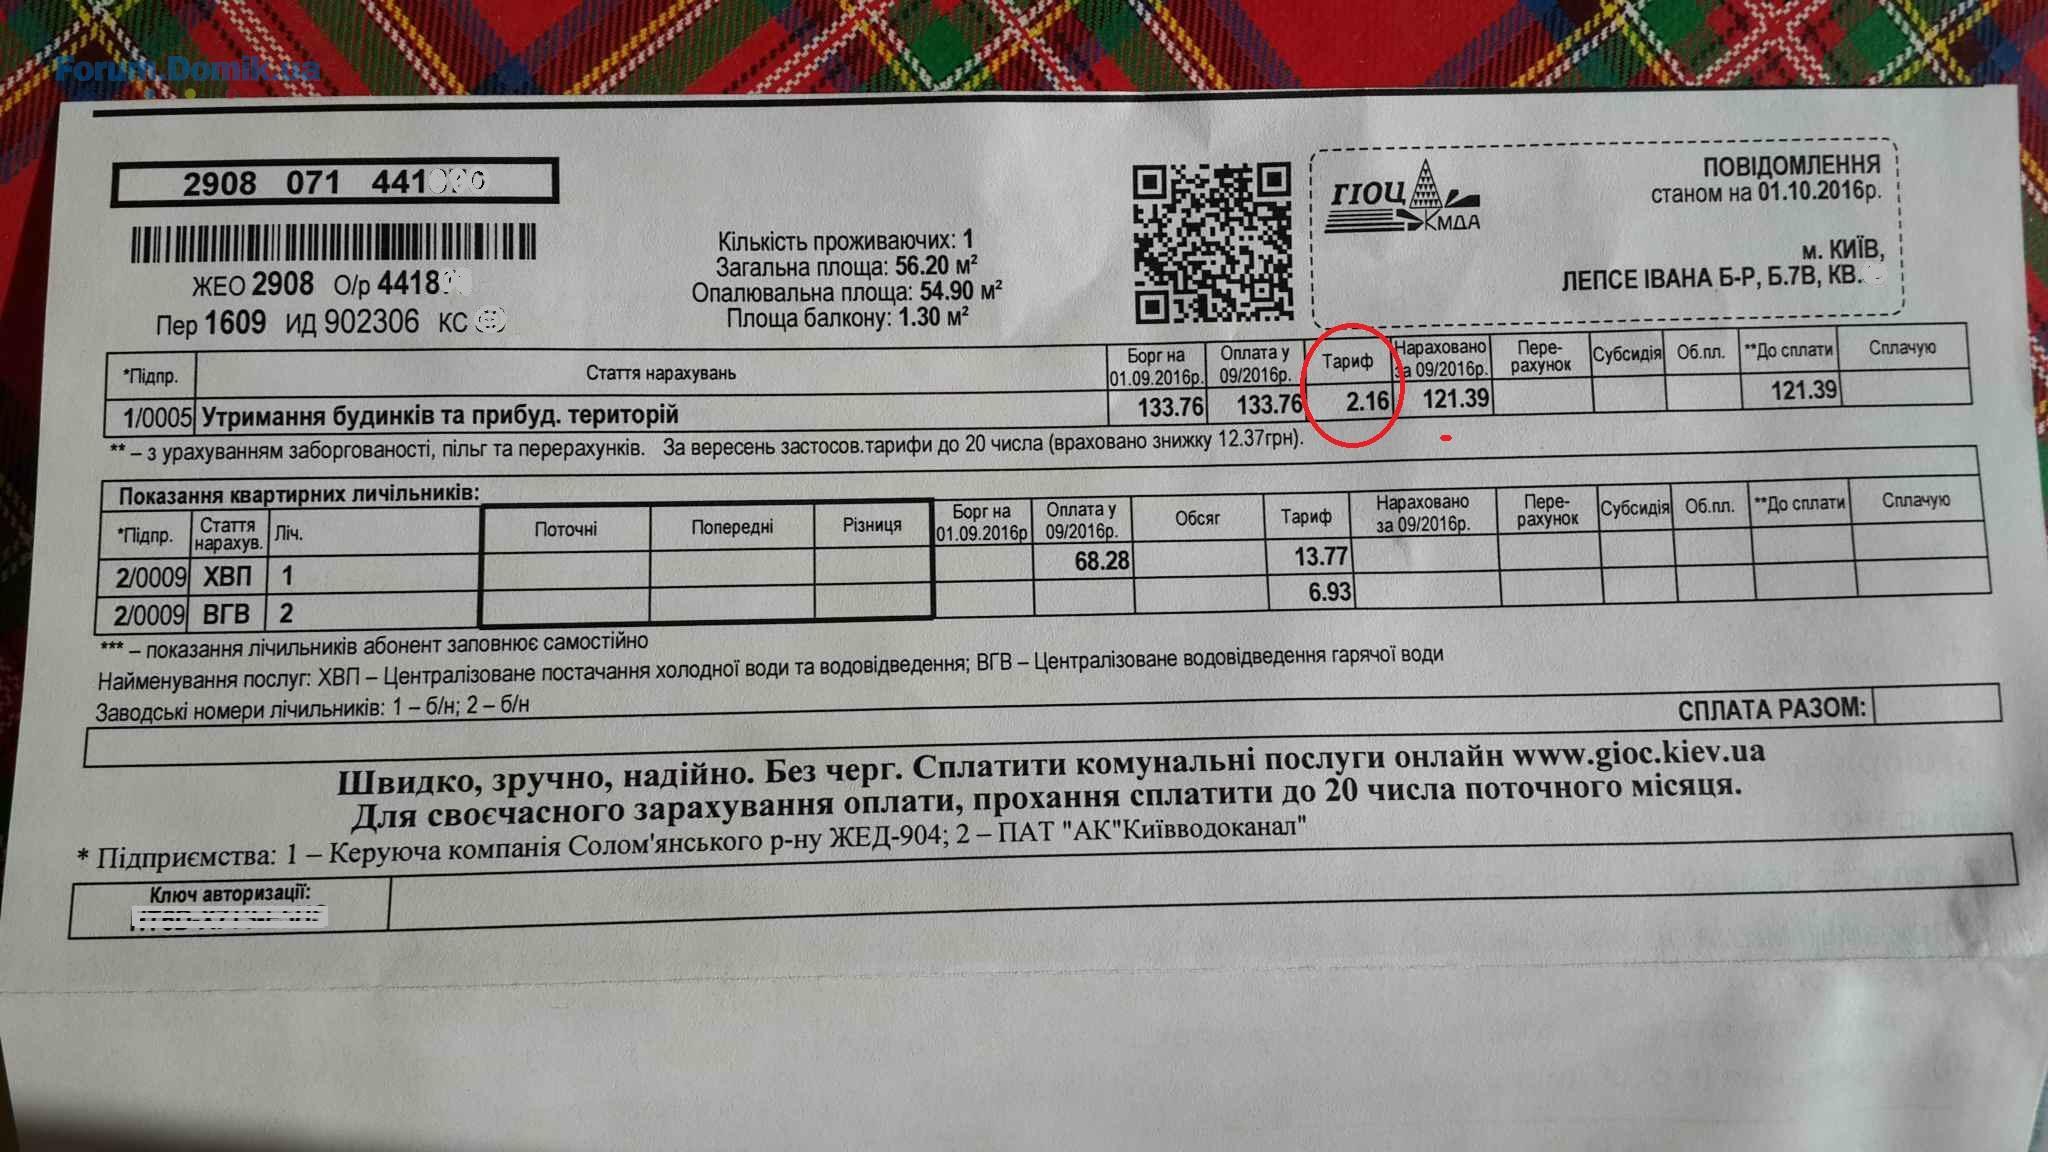 Forum.Domik.ua
2908 071 441
ЖЕО 2908 О/р 4418
Пер 1609 ИД 902306 КС
Кількість проживаючих: 1
Загальна площа: 56.20 м²
Опалювальна площа: 54.90 м²
Площа балкону: 1.30 м²
ГІОЦ КМДА
ПОВІДОМЛЕННЯ
станом на 01.10.2016р.
м. КИЇВ,
ЛЕПСЕ ІВАНА Б-Р, Б.7В, КВ.
*Підпр. Стаття нарахувань Борг на 01.09.2016р. Оплата у 09/2016р. Тариф Нараховано за 09/2016р. Пере-рахунок Субсидія Об.пл. **До сплати Сплачую
1/0005 Утримання будинків та прибуд. територій 133.76 133.76 2.16 121.39 121.39
** – з урахуванням заборгованості, пільг та перерахунків. За вересень застосов.тарифи до 20 числа (враховано знижку 12.37грн).
Показання квартирних личільників:
*Підпр. Стаття нарахув. Ліч. Поточні Попередні Різниця Борг на 01.09.2016р Оплата у 09/2016р. Обсяг Тариф Нараховано за 09/2016р. Пере-рахунок Субсидія Об.пл. **До сплати Сплачую
2/0009 ХВП 1 68.28 13.77
2/0009 ВГВ 2 6.93
*** – показання лічильників абонент заповнює самостійно
Найменування послуг: ХВП – Централізоване постачання холодної води та водовідведення; ВГВ – Централізоване водовідведення гарячої води
Заводські номери лічильників: 1 – б/н; 2 – б/н
СПЛАТА РАЗОМ:
Швидко, зручно, надійно. Без черг. Сплатити комунальні послуги онлайн www.gioc.kiev.ua
Для своєчасного зарахування оплати, прохання сплатити до 20 числа поточного місяця.
* Підприємства: 1 – Керуюча компанія Солом'янського р-ну ЖЕД-904; 2 – ПАТ "АК"Київводоканал"
Ключ авторизації: